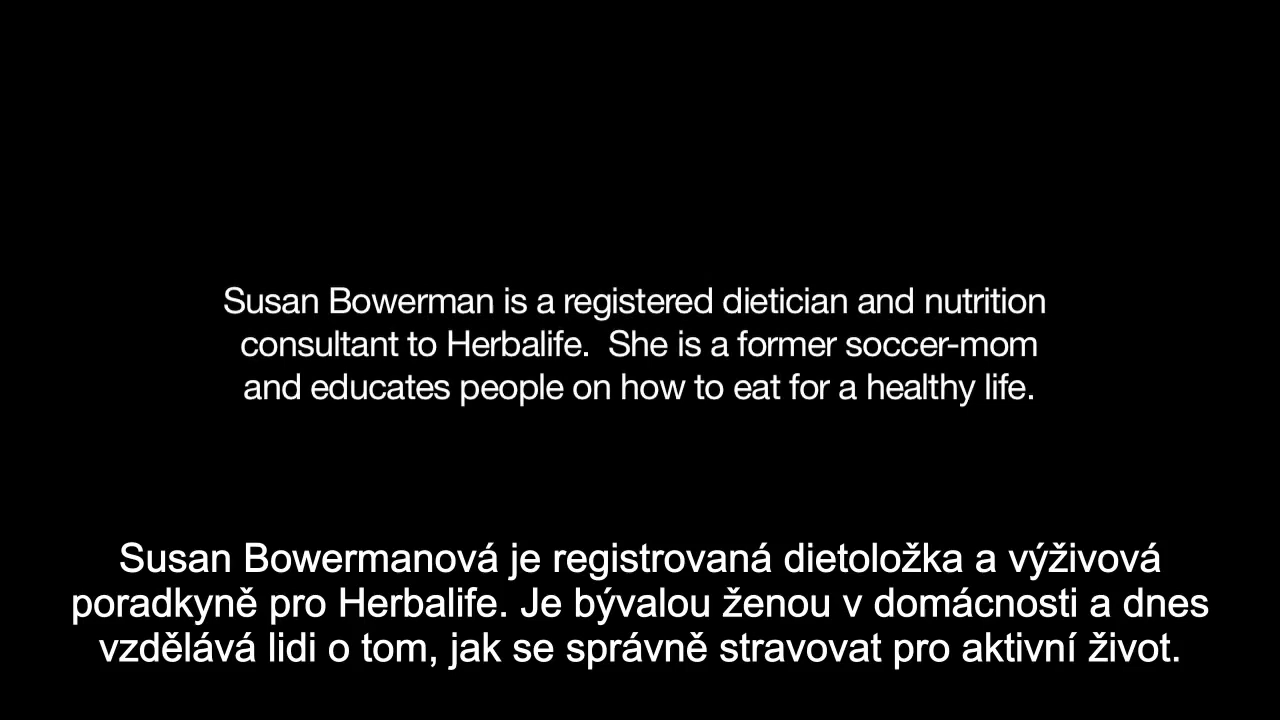 Susan Bowerman is a registered dietician and nutrition
consultant to Herbalife.  She is a former soccer-mom
and educates people on how to eat for a healthy life.
Susan Bowermanová je registrovaná dietoložka a výživová
poradkyně pro Herbalife. Je bývalou ženou v domácnosti a dnes
vzdělává lidi o tom, jak se správně stravovat pro aktivní život.